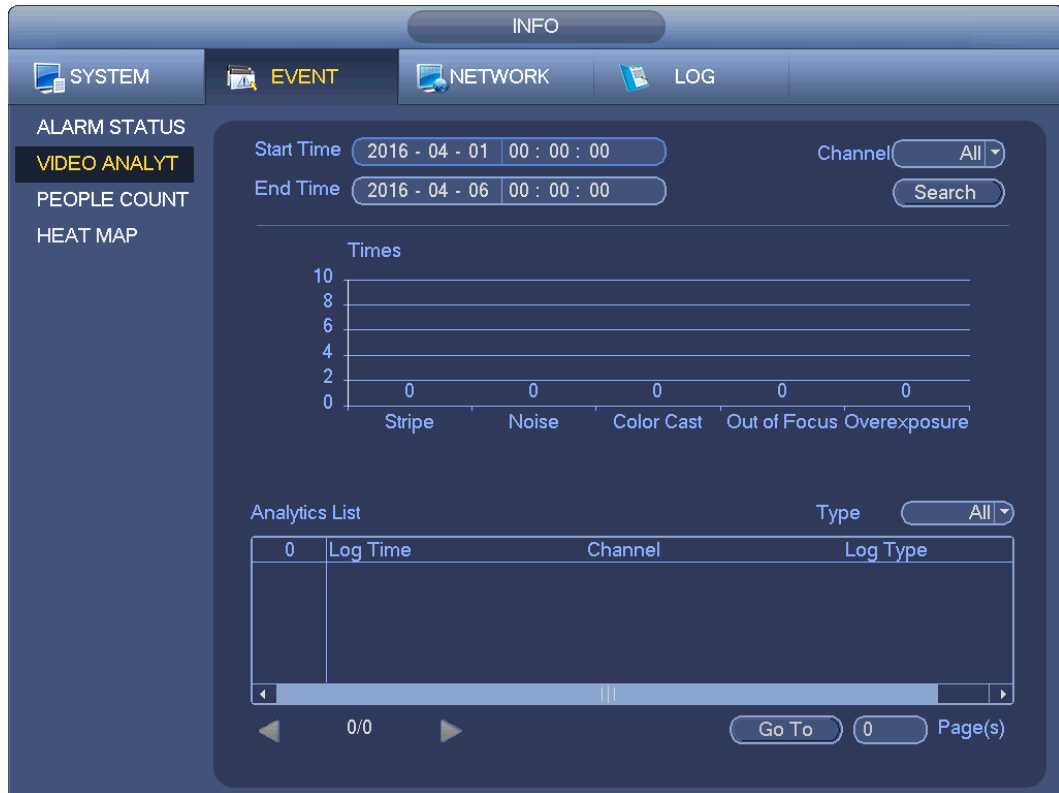 INFO
SYSTEM EVENT NETWORK LOG
ALARM STATUS
VIDEO ANALYT
PEOPLE COUNT
HEAT MAP
Start Time 2016 - 04 - 01 00 : 00 : 00 Channel All
End Time 2016 - 04 - 06 00 : 00 : 00 Search
Times
10
8
6
4
2
0
0 0 0 0 0
Stripe Noise Color Cast Out of Focus Overexposure
Analytics List Type All
0 Log Time Channel Log Type
0/0 Go To 0 Page(s)